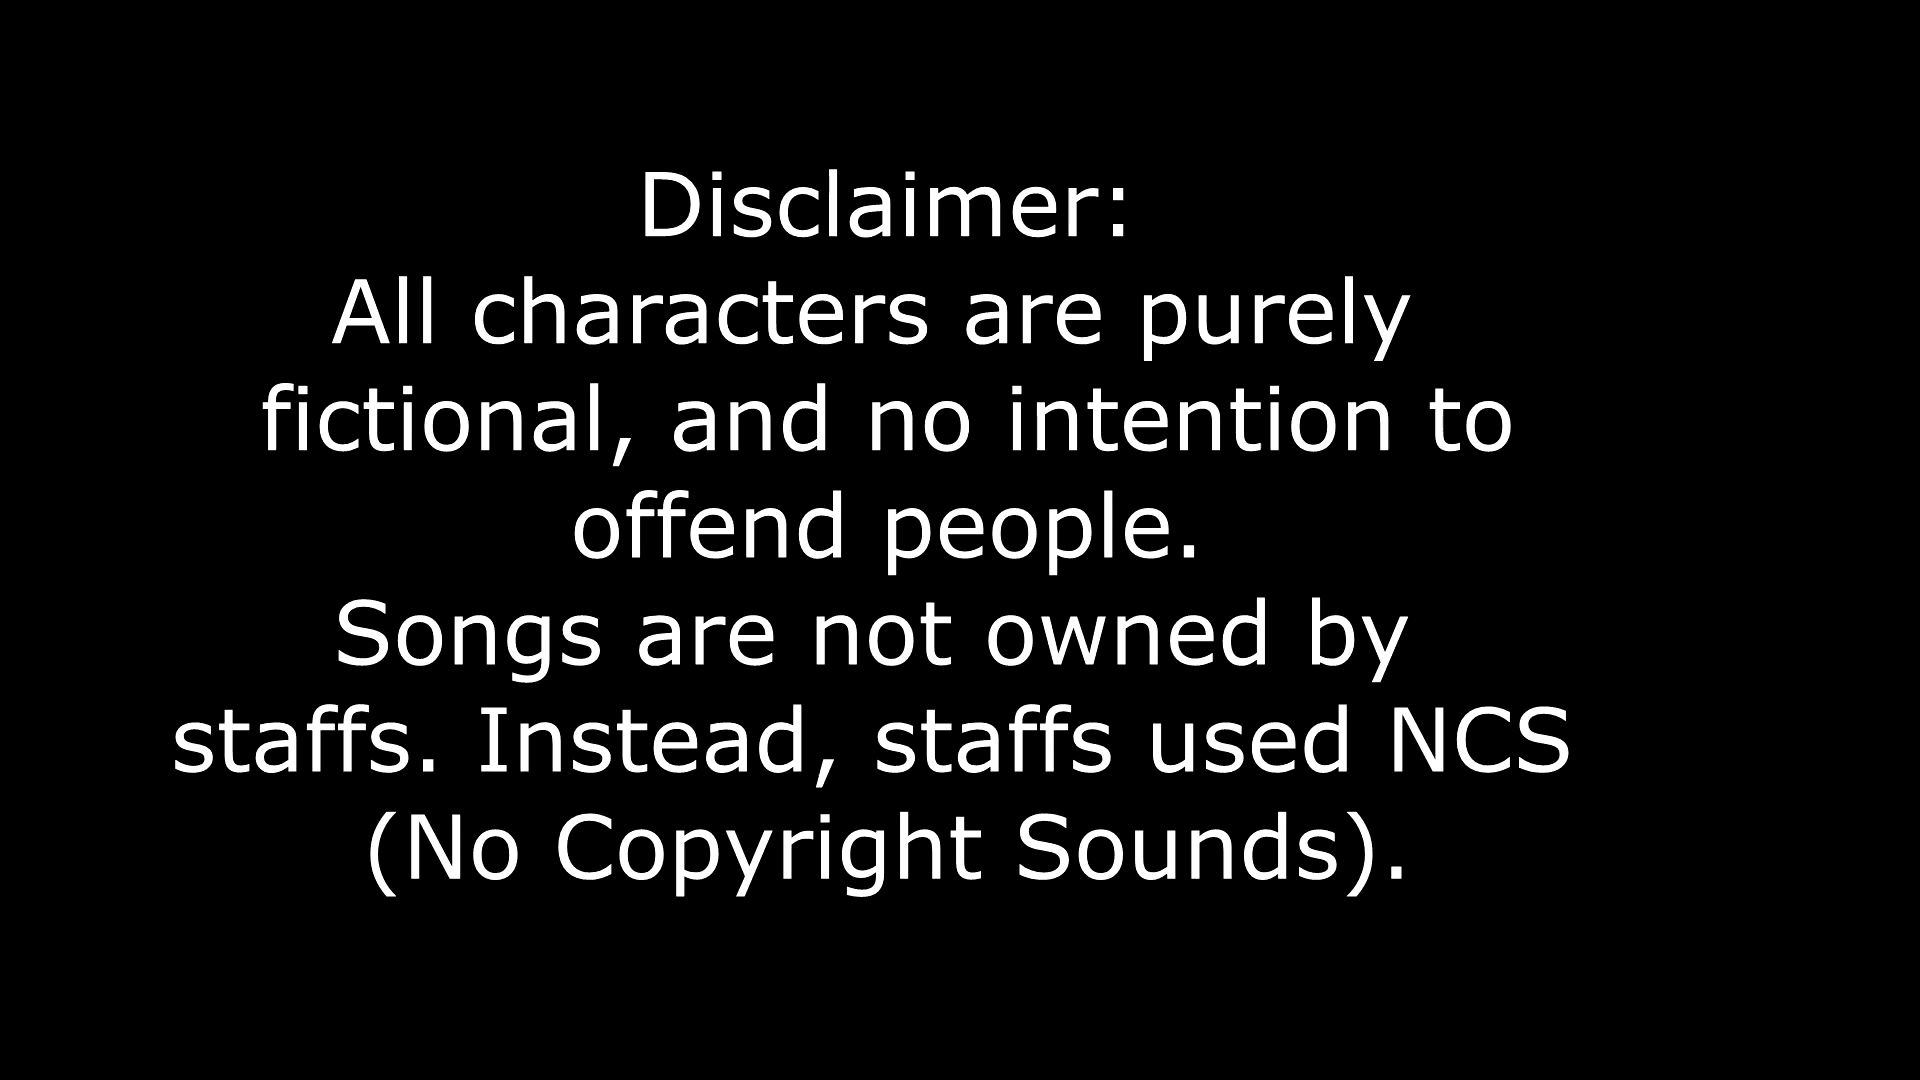 Disclaimer:
All characters are purely
fictional, and no intention to
offend people.
Songs are not owned by
staffs. Instead, staffs used NCS
(No Copyright Sounds).